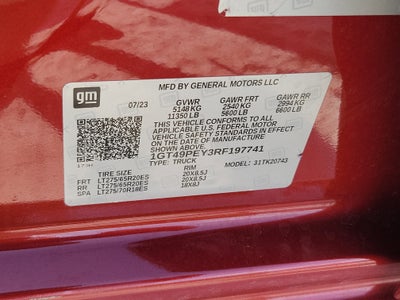 MFD BY GENERAL MOTORS LLC
gm
07/23
GVWR GAWR FRT GAWR RR
5148 KG 2540 KG 2994 KG
11350 LB 5600 LB 6600 LB
THIS VEHICLE CONFORMS TO ALL
APPLICABLE U.S. FEDERAL MOTOR
VEHICLE SAFETY STANDARDS IN EFFECT
ON THE DATE OF MANUFACTURE SHOWN ABOVE.
1GT49PEY3RF197741
TYPE: TRUCK MODEL: 31TK20743
TIRE SIZE RIM
FRT LT275/65R20ES 20X8.5J
RR LT275/65R20ES 20X8.5J
SPA LT275/70R18ES 18X8J